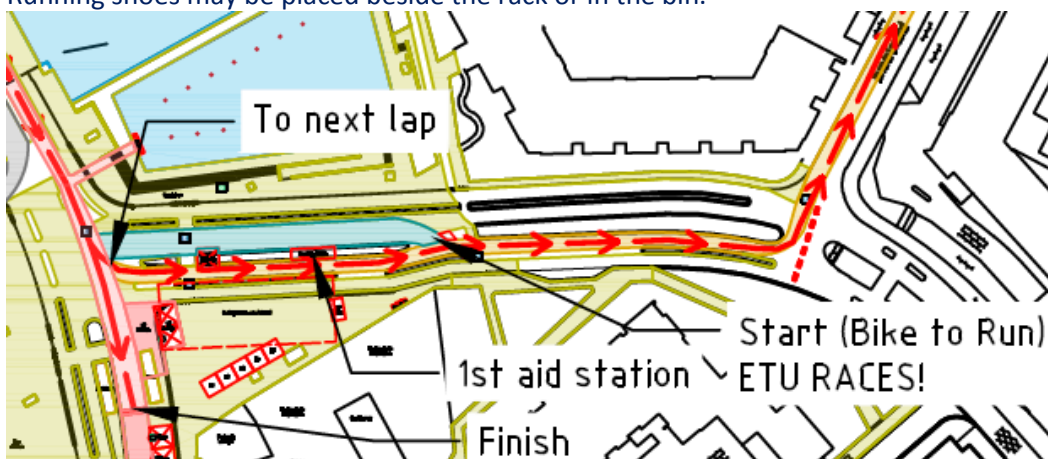 Running shoes may be placed beside the rack or in the bin.
To next lap
Start (Bike to Run)
1st aid station
ETU RACES!
Finish